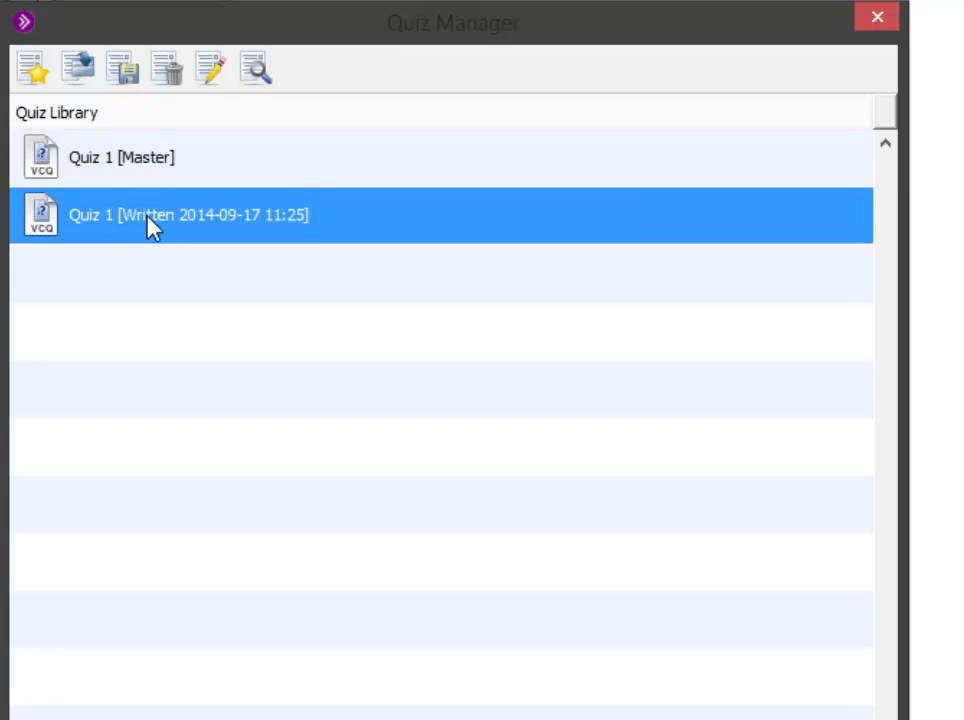 Quiz Manager
Quiz Library
VCQ
Quiz 1 [Master]
VCQ
Quiz 1 [Written 2014-09-17 11:25]